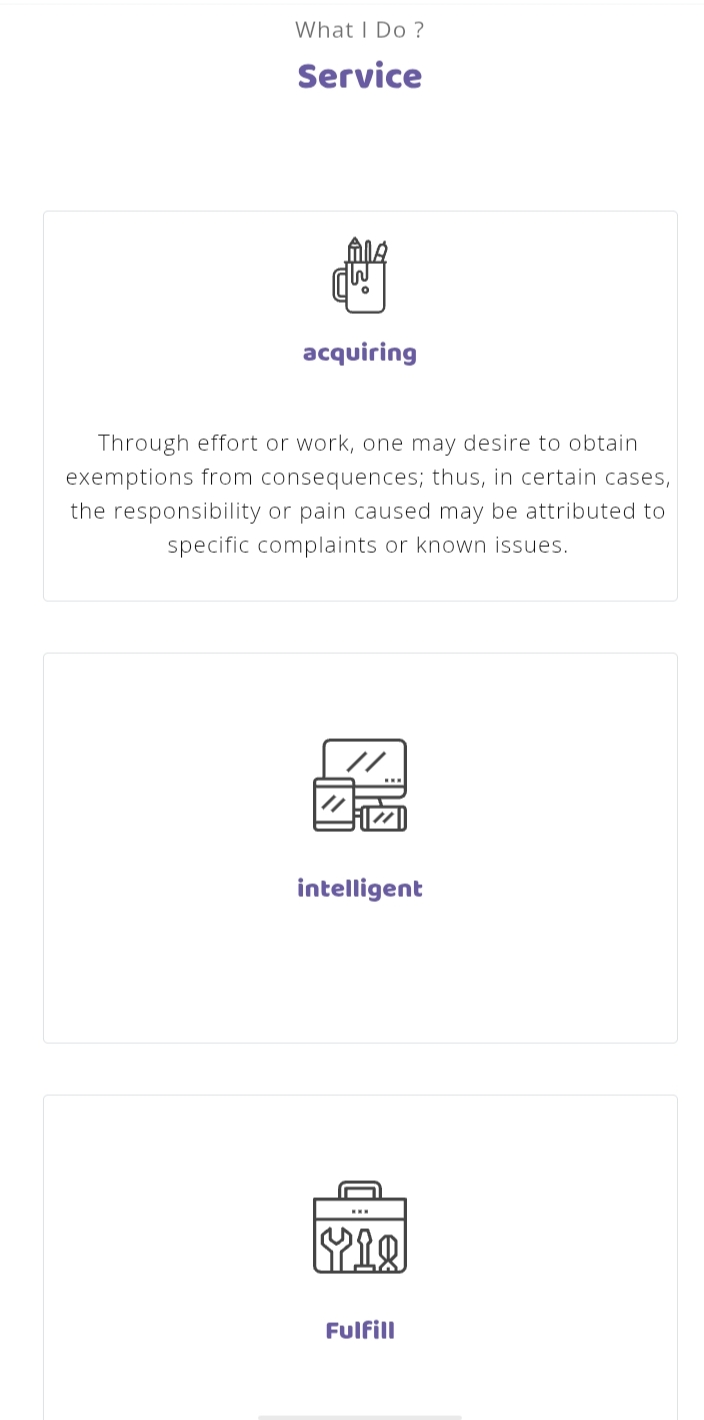 What I Do ?
Service
acquiring
Through effort or work, one may desire to obtain
exemptions from consequences; thus, in certain cases,
the responsibility or pain caused may be attributed to
specific complaints or known issues.
intelligent
Fulfill